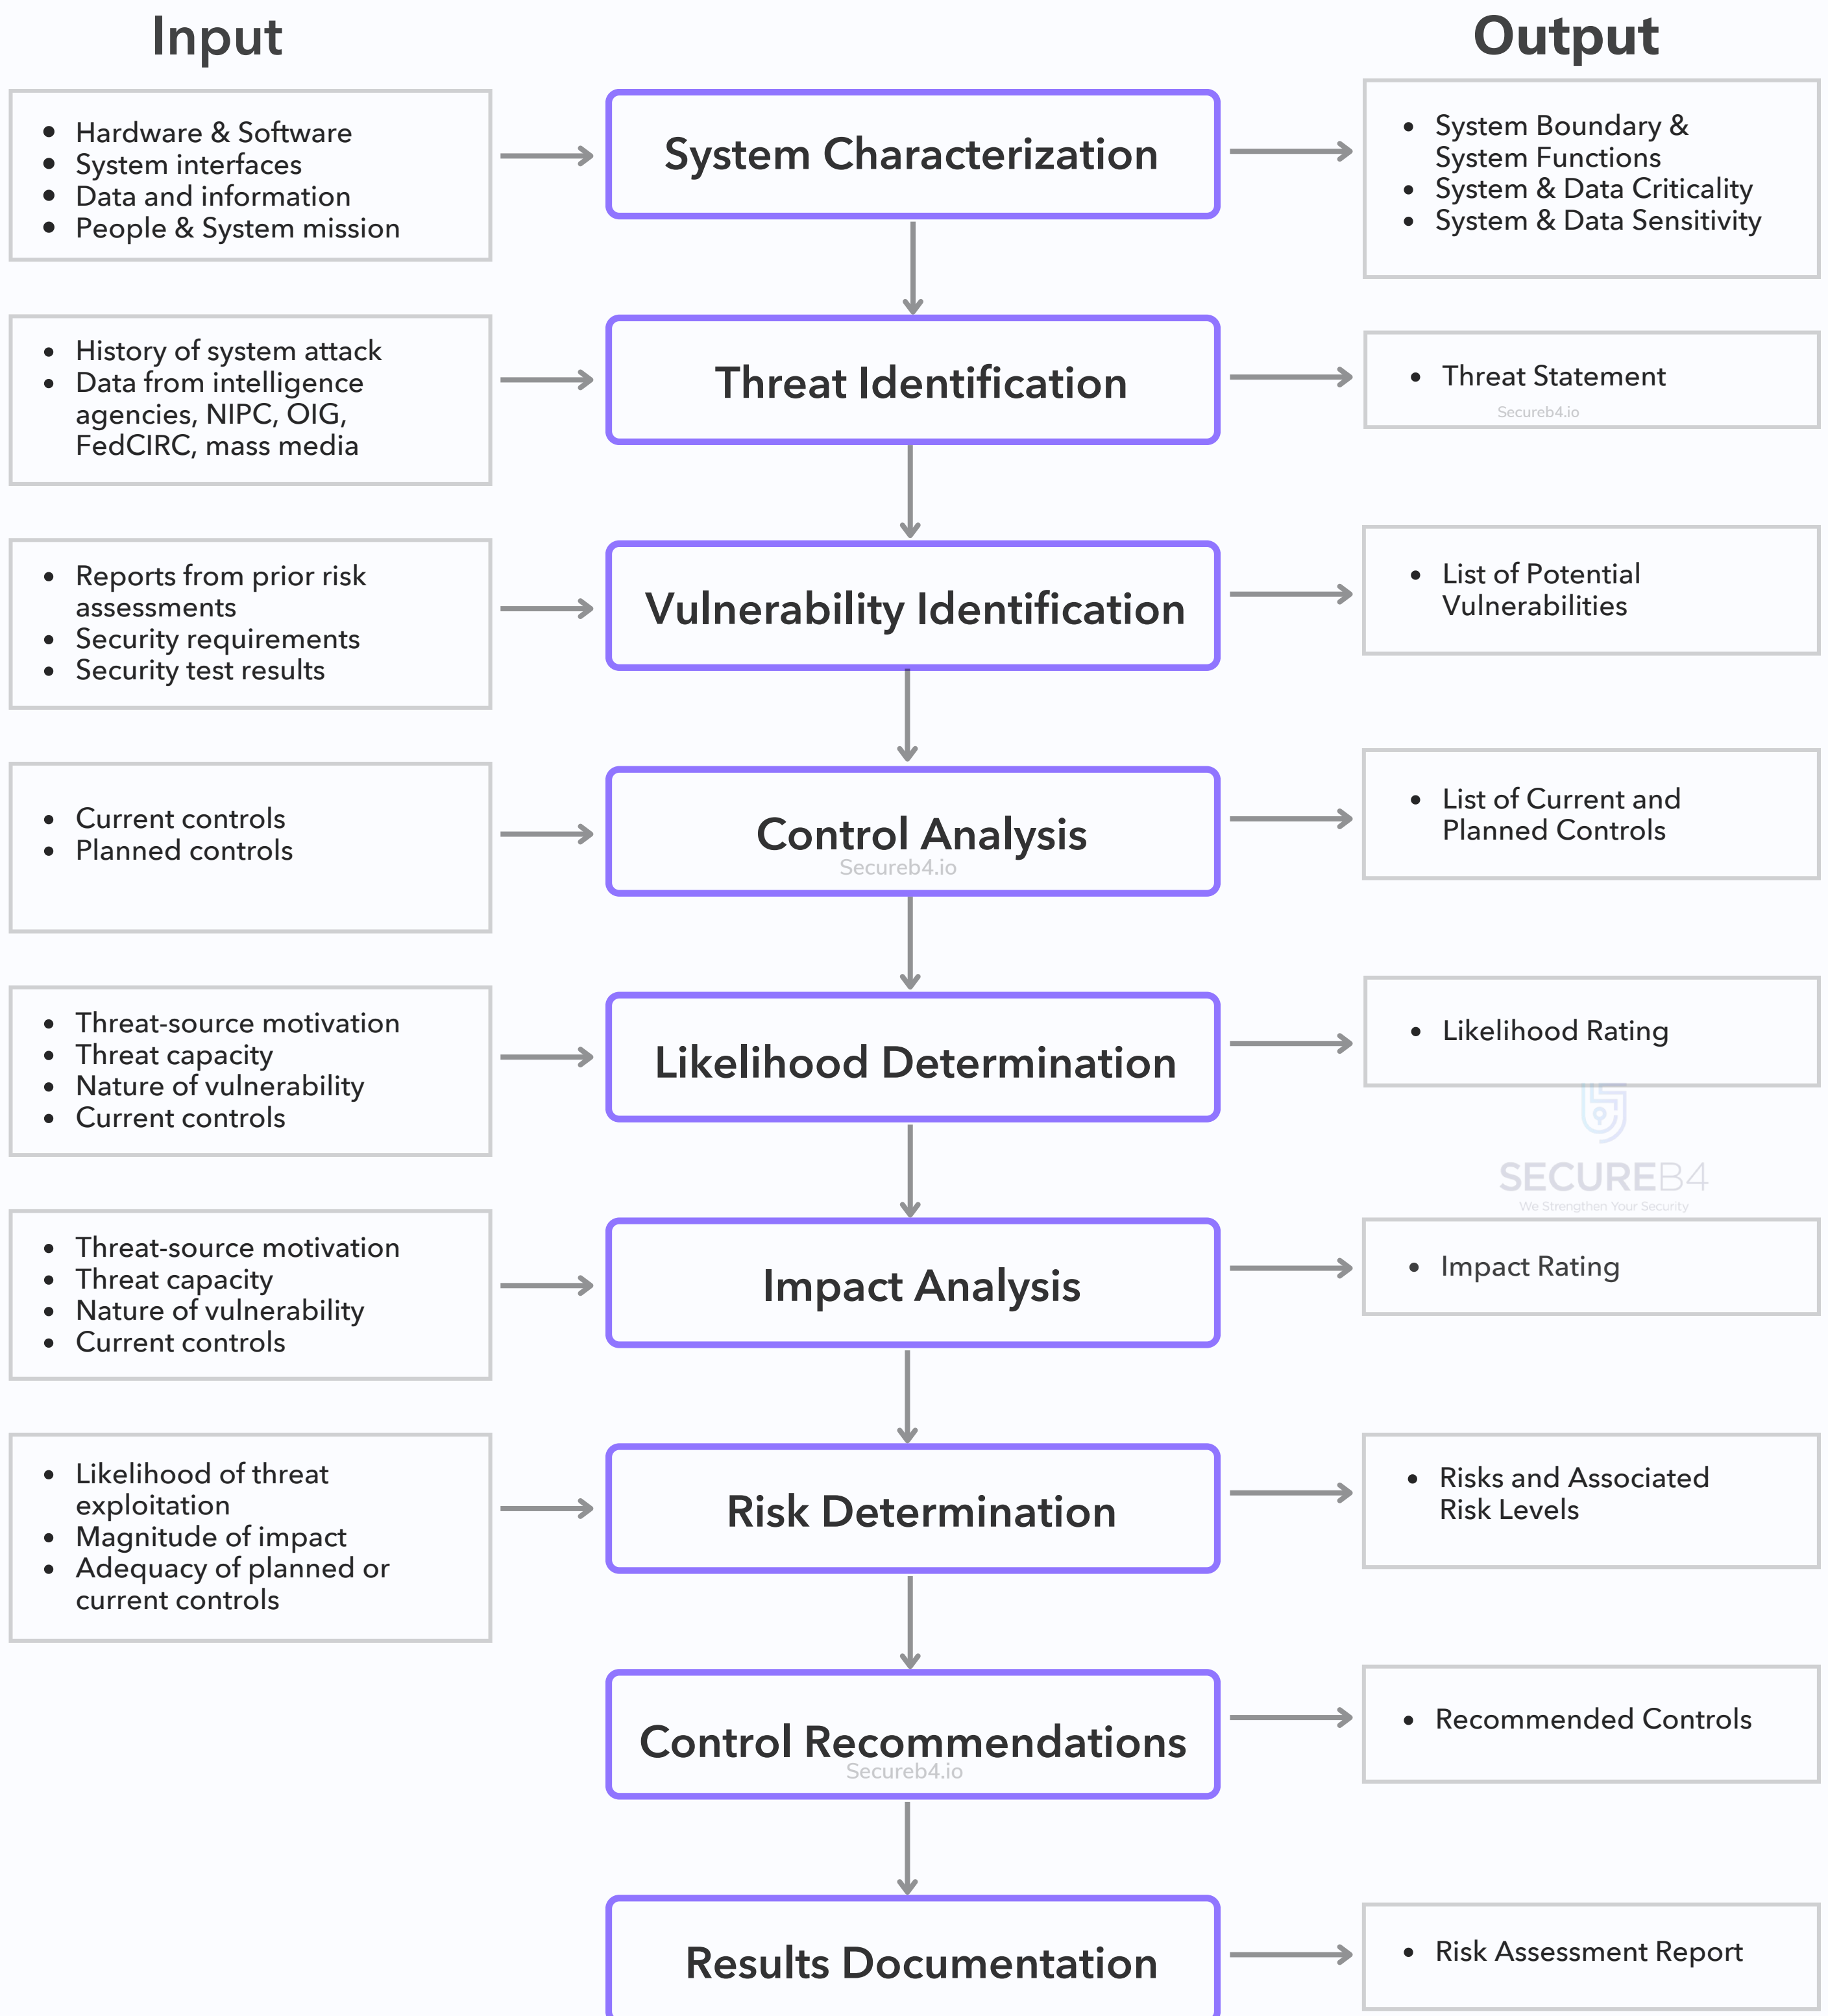 Input
Output
• Hardware & Software
• System interfaces
• Data and information
• People & System mission
System Characterization
• System Boundary &
System Functions
• System & Data Criticality
• System & Data Sensitivity
• History of system attack
• Data from intelligence
agencies, NIPC, OIG,
FedCIRC, mass media
Threat Identification
• Threat Statement
Secureb4.io
• Reports from prior risk
assessments
• Security requirements
• Security test results
Vulnerability Identification
• List of Potential
Vulnerabilities
• Current controls
• Planned controls
Control Analysis
Secureb4.io
• List of Current and
Planned Controls
• Threat-source motivation
• Threat capacity
• Nature of vulnerability
• Current controls
Likelihood Determination
• Likelihood Rating
SECUREB4
We Strengthen Your Security
• Threat-source motivation
• Threat capacity
• Nature of vulnerability
• Current controls
Impact Analysis
• Impact Rating
• Likelihood of threat
exploitation
• Magnitude of impact
• Adequacy of planned or
current controls
Risk Determination
• Risks and Associated
Risk Levels
Control Recommendations
Secureb4.io
• Recommended Controls
Results Documentation
• Risk Assessment Report